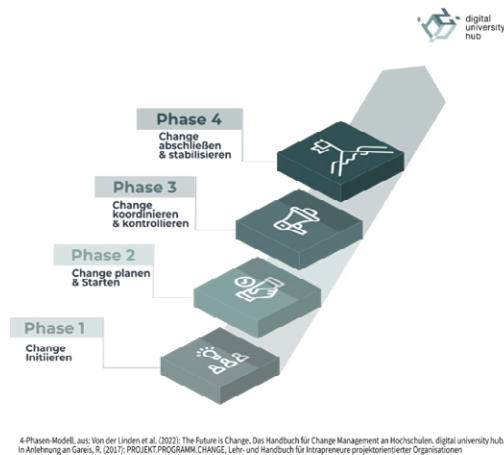 digital
university
hub
Phase 4
Change
abschließen
& stabilisieren
Phase 3
Change
koordinieren
& kontrollieren
Phase 2
Change planen
& Starten
Phase 1
Change
Initiieren
4-Phasen-Modell, aus: Von der Linden et al. (2022): The Future is Change. Das Handbuch für Change Management an Hochschulen. digital university hub.
In Anlehnung an Gareis, R. (2017): PROJEKT.PROGRAMM.CHANGE, Lehr- und Handbuch für Intrapreneure projektorientierter Organisationen